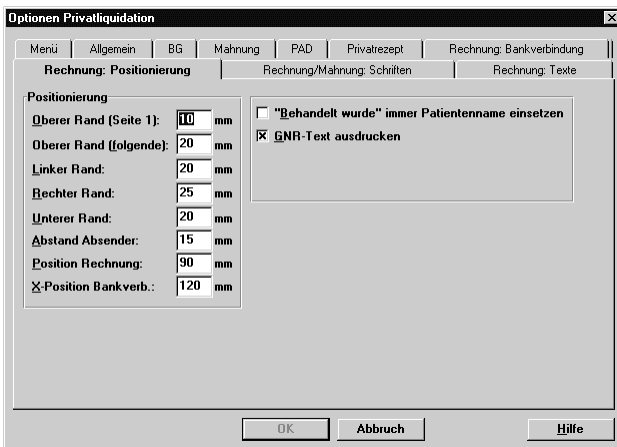 Optionen Privatliquidation
Menü Allgemein BG Mahnung PAD Privatrezept Rechnung: Bankverbindung
Rechnung: Positionierung Rechnung/Mahnung: Schriften Rechnung: Texte
Positionierung
Oberer Rand (Seite 1): 10 mm
Oberer Rand (folgende): 20 mm
Linker Rand: 20 mm
Rechter Rand: 25 mm
Unterer Rand: 20 mm
Abstand Absender: 15 mm
Position Rechnung: 90 mm
X-Position Bankverb.: 120 mm
"Behandelt wurde" immer Patientenname einsetzen
GNR-Text ausdrucken
OK Abbruch Hilfe